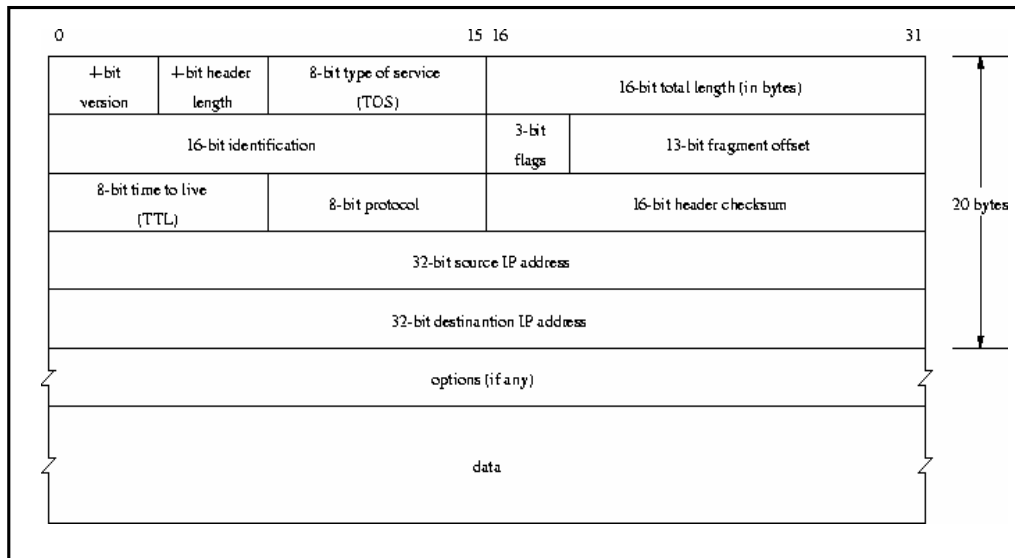 0 15 16 31
4-bit version
4-bit header length
8-bit type of service (TOS)
16-bit total length (in bytes)
16-bit identification
3-bit flags
13-bit fragment offset
8-bit time to live (TTL)
8-bit protocol
16-bit header checksum
20 bytes
32-bit source IP address
32-bit destinantion IP address
options (if any)
data